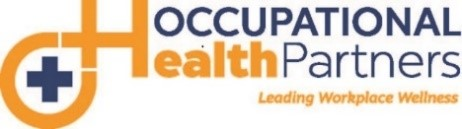 OCCUPATIONAL
HealthPartners
Leading Workplace Wellness